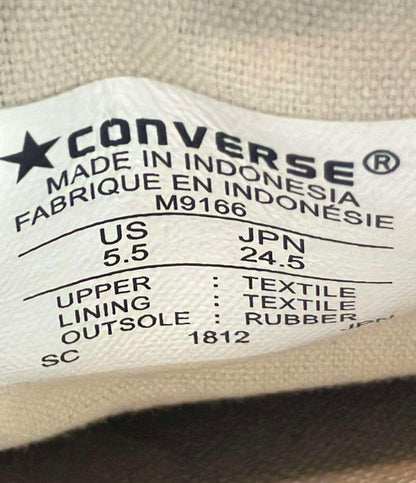 ★CONVERSE®
MADE IN INDONESIA
FABRIQUE EN INDONÉSIE
M9166
US JPN
5.5 24.5
UPPER : TEXTILE
LINING : TEXTILE
OUTSOLE : RUBBER
SC 1812 JPN